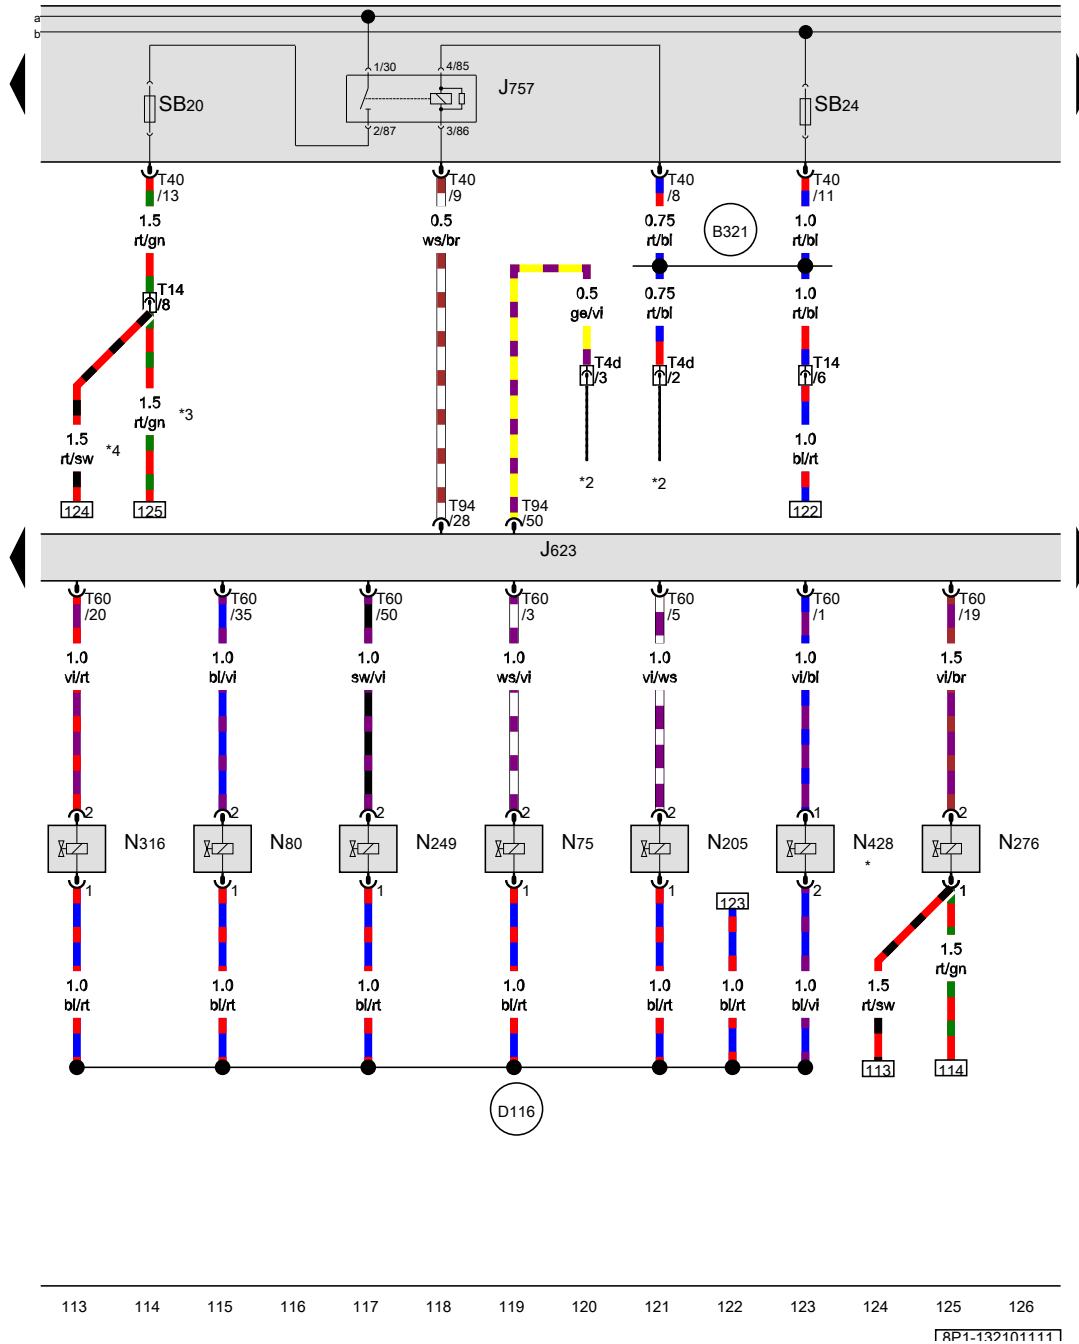 a
b
1/30
4/85
J757
SB20
SB24
2/87
3/86
T40
/13
T40
/9
T40
/8
T40
/11
1.5
rt/gn
0.5
ws/br
0.75
rt/bl
B321
1.0
rt/bl
T14
/8
0.5
ge/vi
0.75
rt/bl
1.0
rt/bl
T4d
/3
T4d
/2
T14
/6
1.5
rt/gn
*3
1.5
rt/sw
*4
1.0
bl/rt
*2
*2
124
125
T94
/28
T94
/50
122
J623
T60
/20
T60
/35
T60
/50
T60
/3
T60
/5
T60
/1
T60
/19
1.0
vi/rt
1.0
bl/vi
1.0
sw/vi
1.0
ws/vi
1.0
vi/ws
1.0
vi/bl
1.5
vi/br
2
2
2
2
2
1
2
N316
N80
N249
N75
N205
N428
*
N276
1
1
1
1
1
2
1
123
1.5
rt/gn
1.0
bl/rt
1.0
bl/rt
1.0
bl/rt
1.0
bl/rt
1.0
bl/rt
1.0
bl/rt
1.0
bl/vi
1.5
rt/sw
113
114
D116
113 114 115 116 117 118 119 120 121 122 123 124 125 126
8P1-132101111